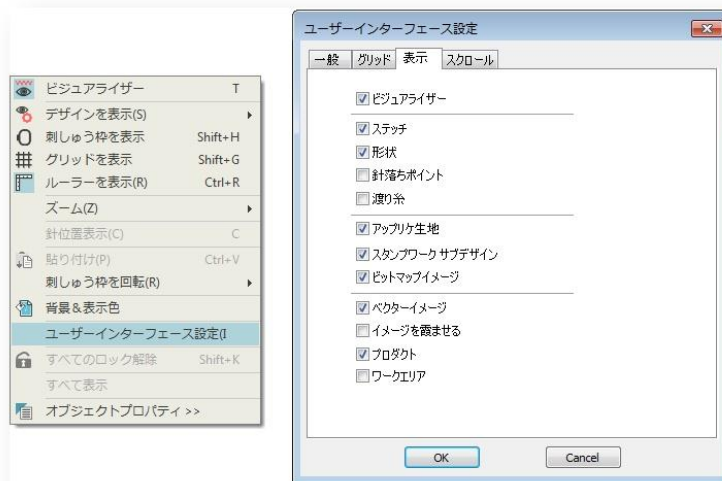 ビジュアライザー T
デザインを表示(S)
刺しゅう枠を表示 Shift+H
グリッドを表示 Shift+G
ルーラーを表示(R) Ctrl+R
ズーム(Z)
針位置表示(C) C
貼り付け(P) Ctrl+V
刺しゅう枠を回転(R)
背景&表示色
ユーザーインターフェース設定(I
すべてのロック解除 Shift+K
すべて表示
オブジェクトプロパティ >>
ユーザーインターフェース設定
一般 グリッド 表示 スクロール
ビジュアライザー
ステッチ
形状
針落ちポイント
渡り糸
アップリケ生地
スタンプワーク サブデザイン
ビットマップイメージ
ベクターイメージ
イメージを霞ませる
プロダクト
ワークエリア
OK Cancel